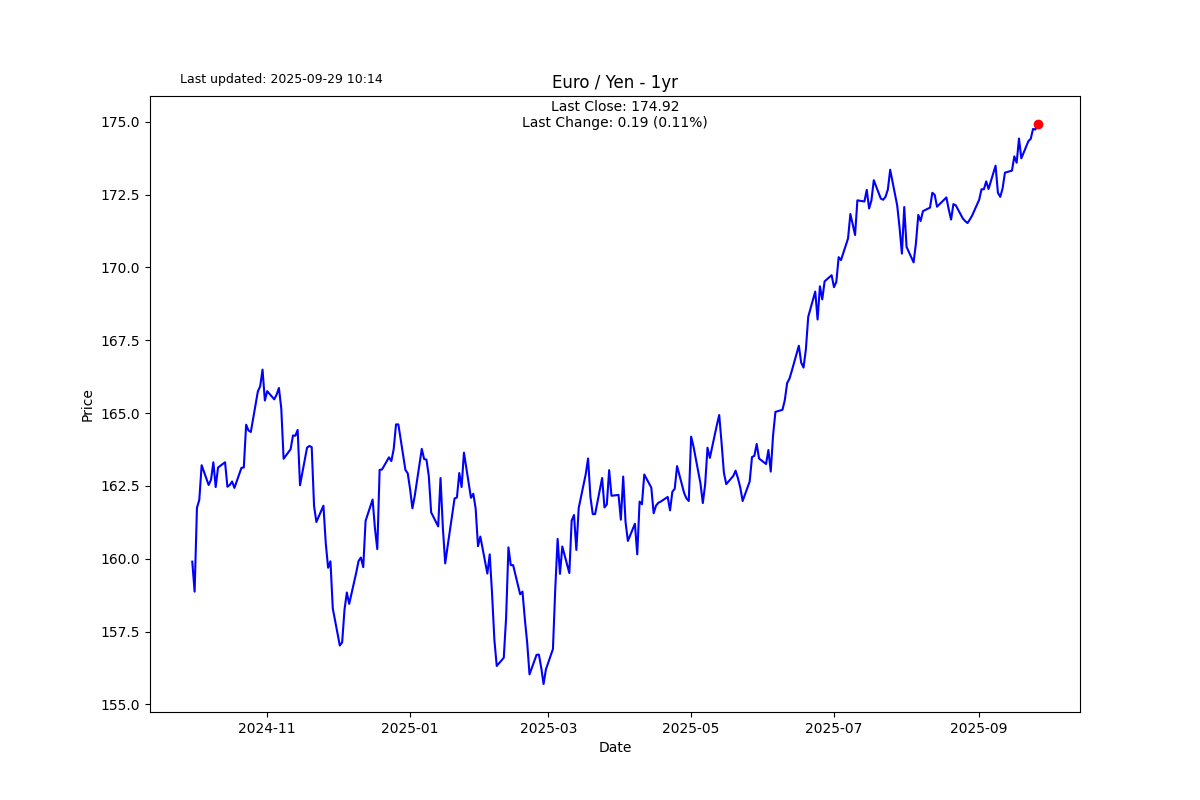 Last updated: 2025-09-29 10:14
Euro / Yen - 1yr
Last Close: 174.92
Last Change: 0.19 (0.11%)
175.0
172.5
170.0
167.5
165.0
162.5
160.0
157.5
155.0
Price
2024-11
2025-01
2025-03
2025-05
2025-07
2025-09
Date